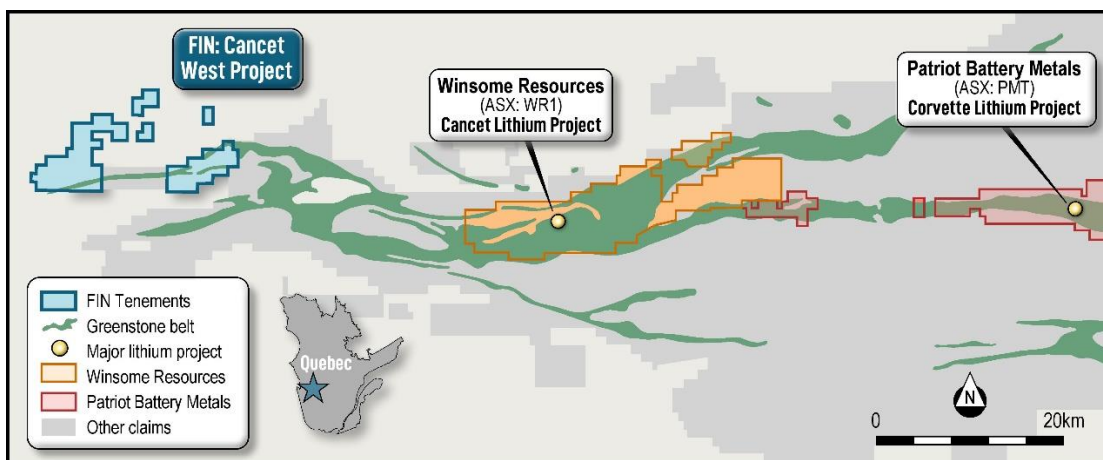 FIN: Cancet
West Project
Winsome Resources
(ASX: WR1)
Cancet Lithium Project
Patriot Battery Metals
(ASX: PMT)
Corvette Lithium Project
FIN Tenements
Greenstone belt
Major lithium project
Winsome Resources
Patriot Battery Metals
Other claims
Quebec
N
0 20km